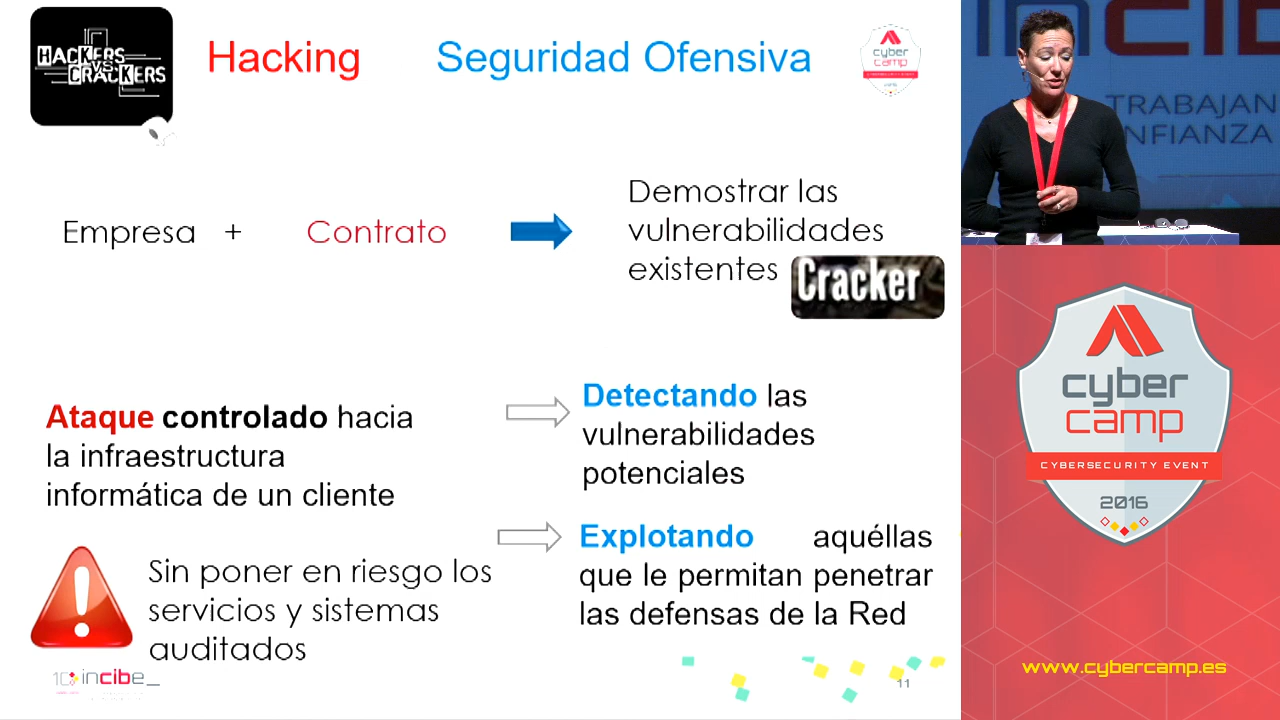 HACKERS
VS
CRACKERS
Hacking
Seguridad Ofensiva
cyber
camp
Empresa + Contrato
Demostrar las
vulnerabilidades
existentes
Cracker
Ataque controlado hacia
la infraestructura
informática de un cliente
Detectando las
vulnerabilidades
potenciales
Explotando aquéllas
que le permitan penetrar
las defensas de la Red
Sin poner en riesgo los
servicios y sistemas
auditados
10 incibe_
11
INCIB
TRABAJAN
NFIANZA
cyber
camp
CYBERSECURITY EVENT
2016
www.cybercamp.es